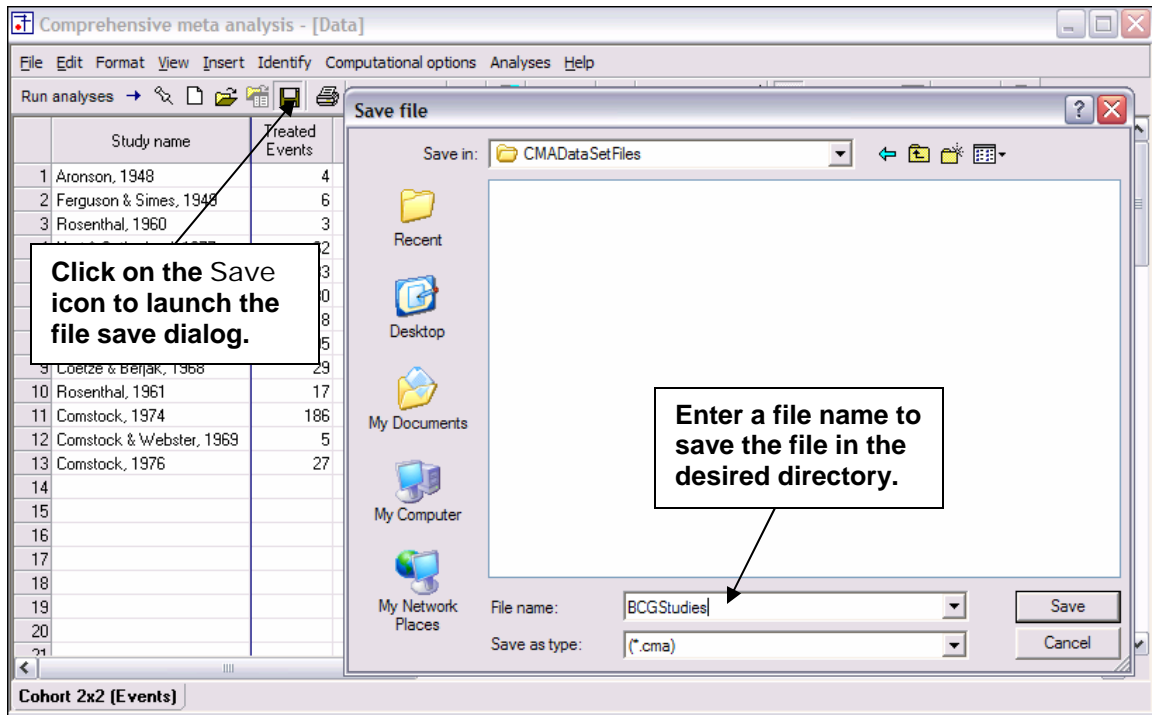 Comprehensive meta analysis - [Data]
File Edit Format View Insert Identify Computational options Analyses Help
Run analyses
Save file
Study name
Treated
Events
Save in: CMADataSetFiles
1 Aronson, 1948 4
2 Ferguson & Simes, 1949 6
3 Rosenthal, 1960 3
Click on the Save
icon to launch the
file save dialog.
9 Coetze & Berjak, 1968 29
10 Rosenthal, 1961 17
11 Comstock, 1974 186
12 Comstock & Webster, 1969 5
13 Comstock, 1976 27
14
15
16
17
18
19
20
21
Recent
Desktop
My Documents
My Computer
My Network
Places
Enter a file name to
save the file in the
desired directory.
File name: BCGStudies Save
Save as type: (*.cma) Cancel
Cohort 2x2 (Events)